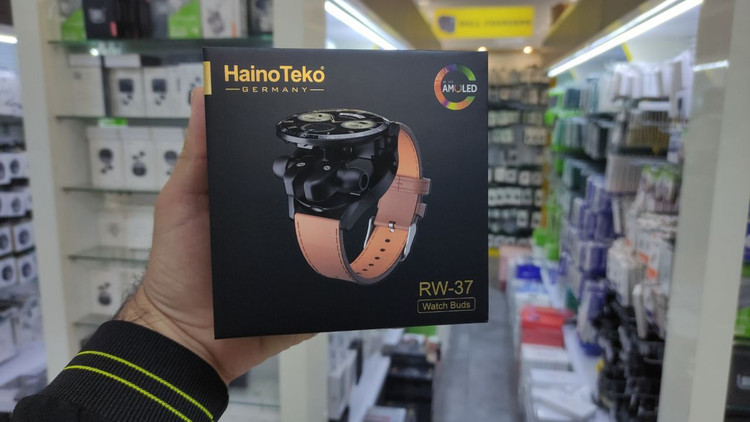 HainoTeko®
GERMANY
AMOLED
RW-37
Watch Buds